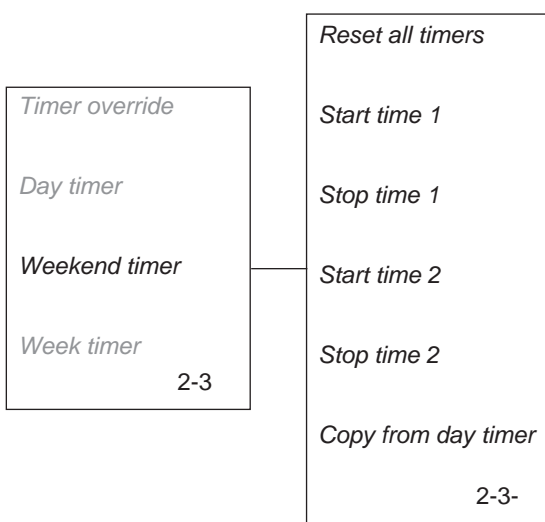 Timer override
Day timer
Weekend timer
Week timer
2-3
Reset all timers
Start time 1
Stop time 1
Start time 2
Stop time 2
Copy from day timer
2-3-